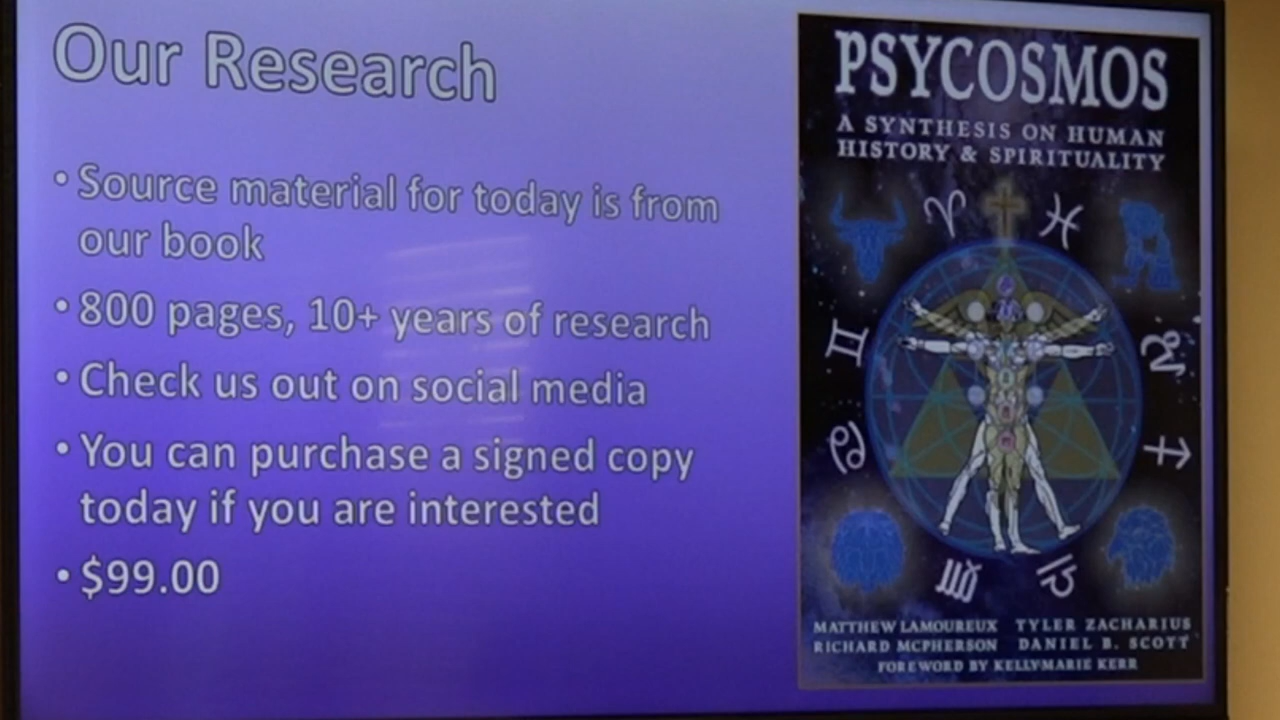 Our Research
• Source material for today is from
our book
• 800 pages, 10+ years of research
• Check us out on social media
• You can purchase a signed copy
today if you are interested
• $99.00
PSYCOSMOS
A SYNTHESIS ON HUMAN
HISTORY & SPIRITUALITY
MATTHEW LAMOUREUX TYLER ZACHARIUS
RICHARD MCPHERSON DANIEL B. SCOTT
FOREWORD BY KELLY-MARIE KERR